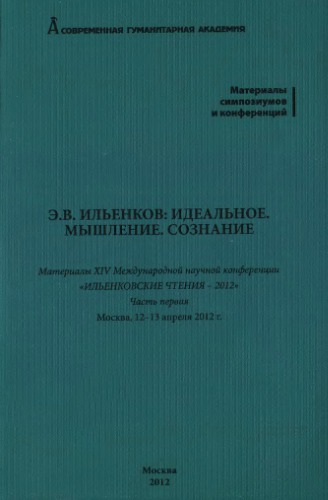 СОВРЕМЕННАЯ ГУМАНИТАРНАЯ АКАДЕМИЯ
Материалы
симпозиумов
и конференций
Э.В. ИЛЬЕНКОВ: ИДЕАЛЬНОЕ.
МЫШЛЕНИЕ. СОЗНАНИЕ
Материалы XIV Международной научной конференции
«ИЛЬЕНКОВСКИЕ ЧТЕНИЯ – 2012»
Часть первая
Москва, 12–13 апреля 2012 г.
Москва
2012